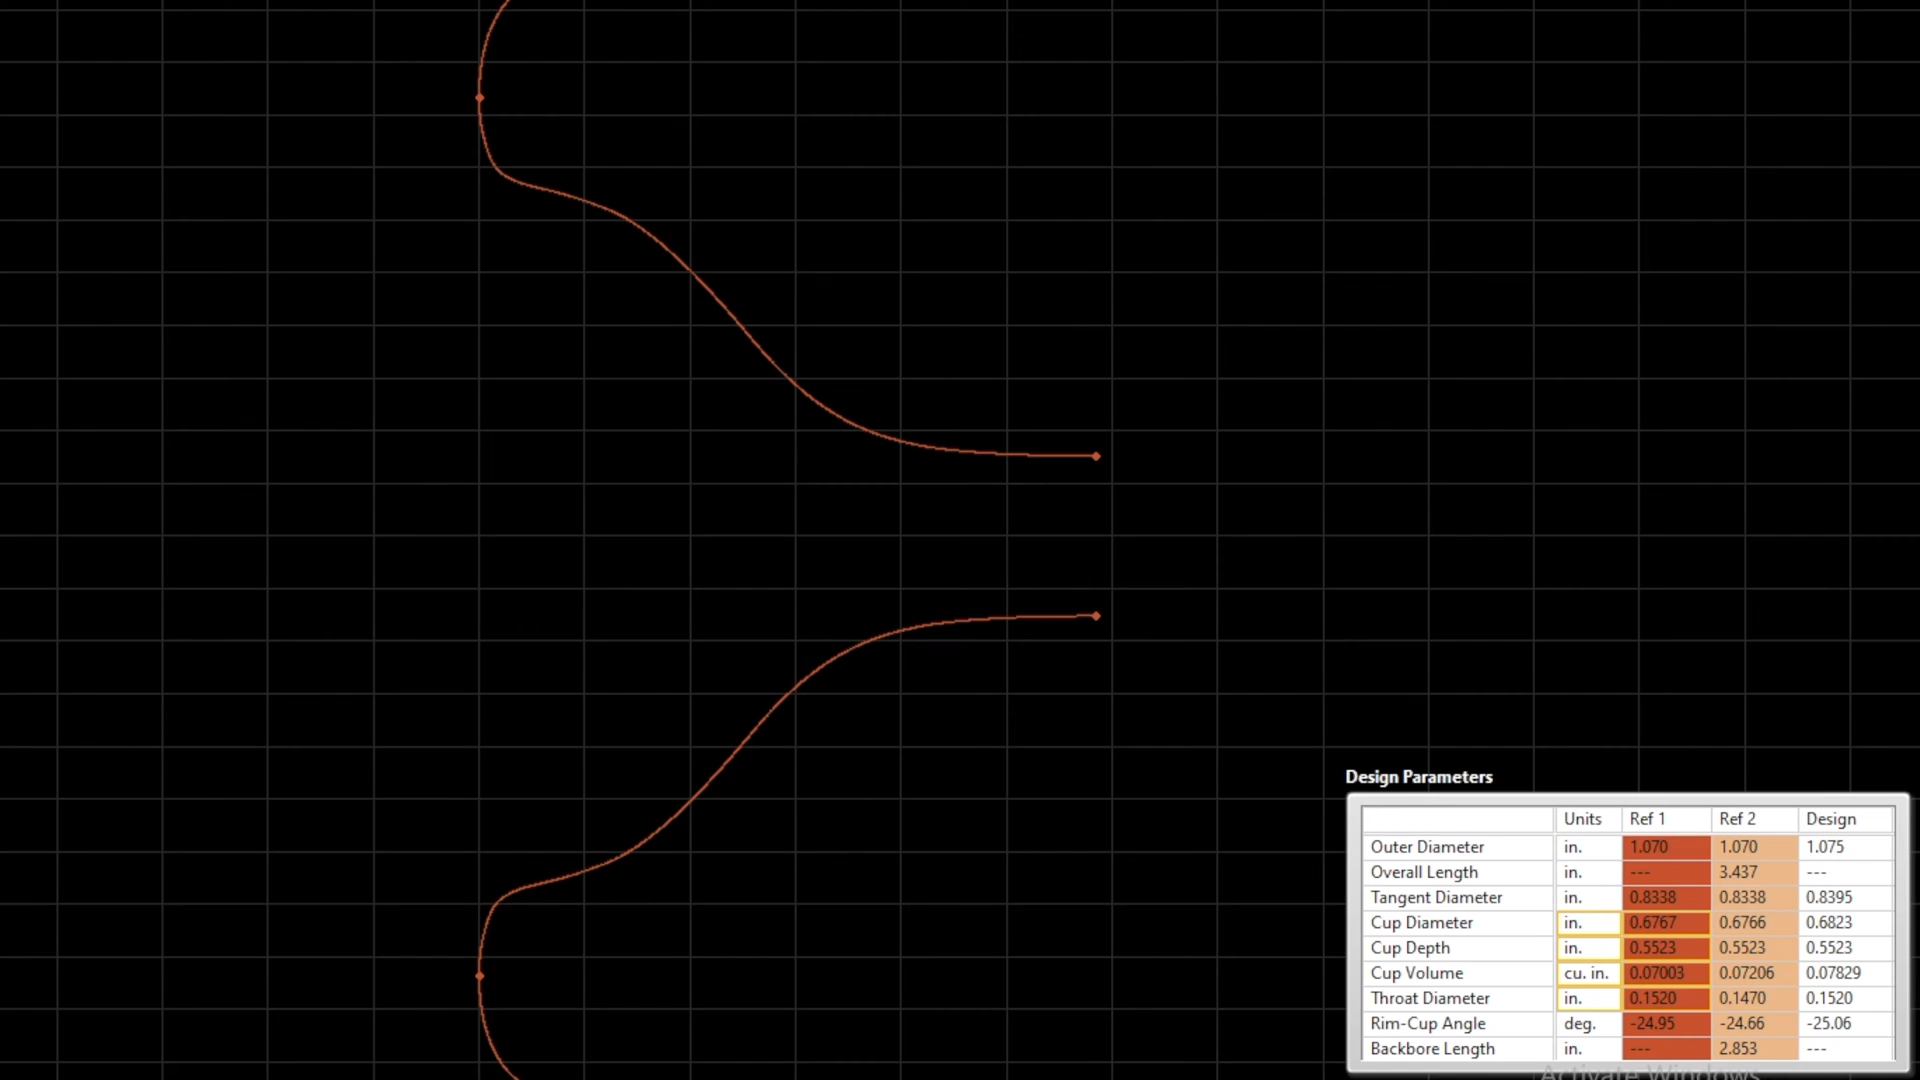 Design Parameters
Units Ref 1 Ref 2 Design
Outer Diameter in. 1.070 1.070 1.075
Overall Length in. --- 3.437 ---
Tangent Diameter in. 0.8338 0.8338 0.8395
Cup Diameter in. 0.6767 0.6766 0.6823
Cup Depth in. 0.5523 0.5523 0.5523
Cup Volume cu. in. 0.07003 0.07206 0.07829
Throat Diameter in. 0.1520 0.1470 0.1520
Rim-Cup Angle deg. -24.95 -24.66 -25.06
Backbore Length in. --- 2.853 ---
Activate Windows